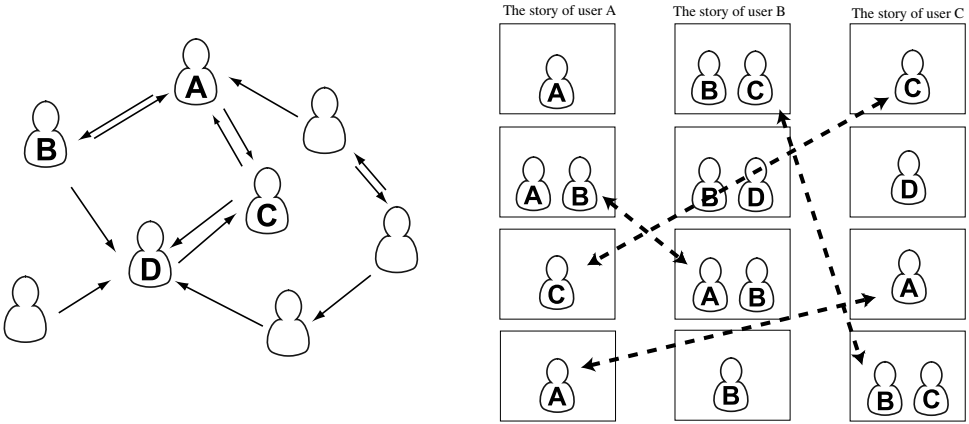 A
B
C
D
The story of user A
A
A B
C
A
The story of user B
B C
B D
A B
B
The story of user C
C
D
A
B C